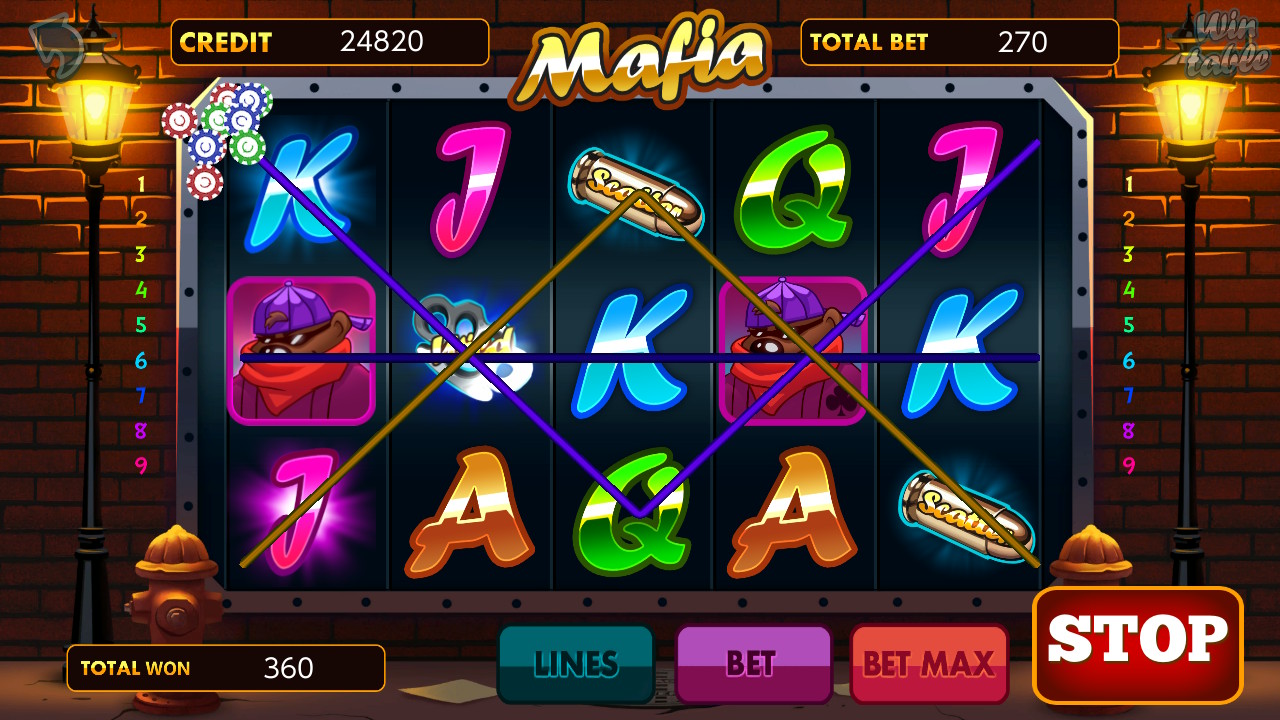 CREDIT 24820
Mafia
TOTAL BET 270
Win
table
K J Scatter Q J
K K
J A Q A Scatter
1 1
2 2
3 3
4 4
5 5
6 6
7 7
8 8
9 9
TOTAL WON 360
LINES
BET
BET MAX
STOP